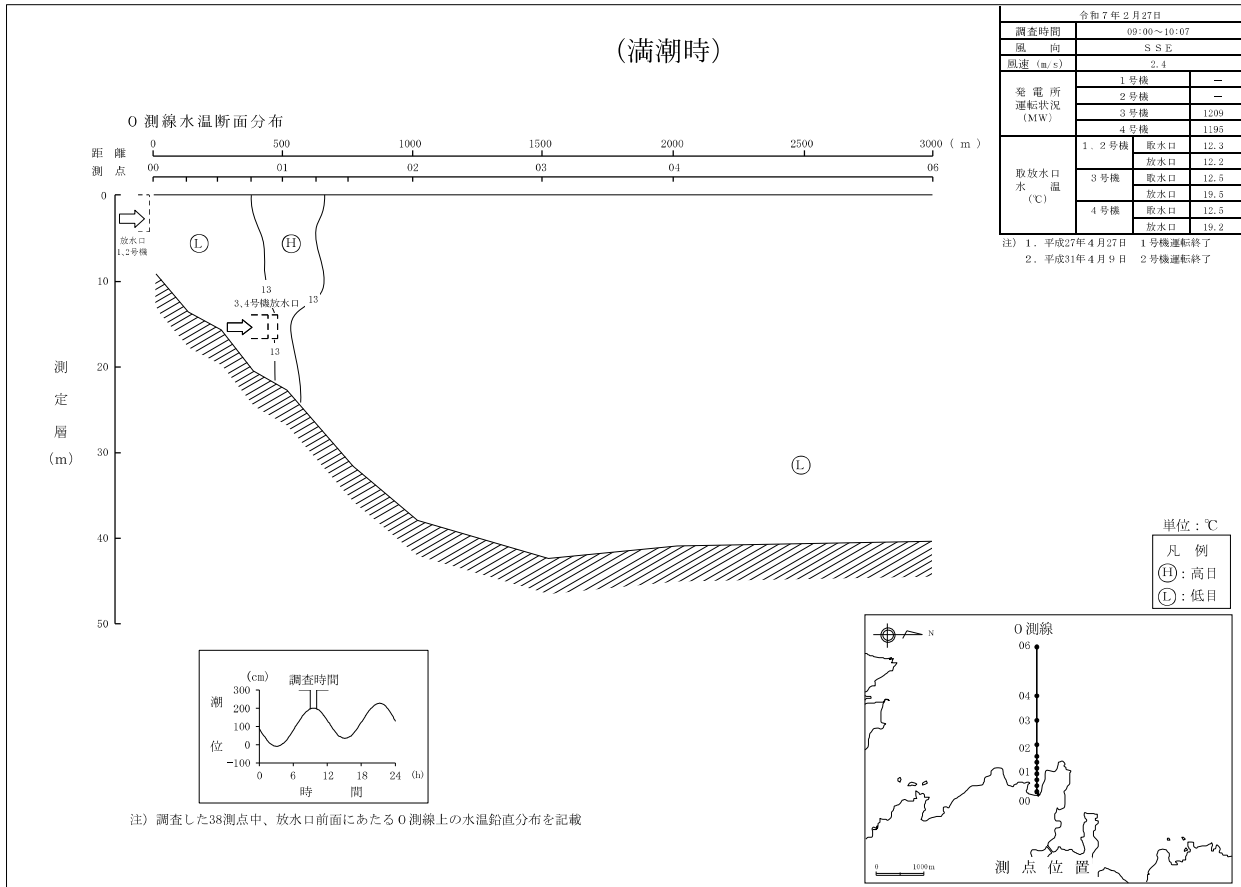 (満潮時)
令和7年2月27日
調査時間 09:00～10:07
風　向 SSE
風速 (m/s) 2.4
発電所運転状況(MW)
1号機 －
2号機 －
3号機 1209
4号機 1195
取放水口水温(℃)
1．2号機 取水口 12.3
放水口 12.2
3号機 取水口 12.5
放水口 19.5
4号機 取水口 12.5
放水口 19.2
注) 1．平成27年4月27日　1号機運転終了
2．平成31年4月9日　2号機運転終了
O測線水温断面分布
距離 0 500 1000 1500 2000 2500 3000 (m)
測点 00 01 02 03 04 06
0
放水口
1,2号機
L
H
10
13
3,4号機放水口
13
13
測定層(m)
20
30
L
40
50
単位：℃
凡例
H：高目
L：低目
(cm)
調査時間
潮位
300
200
100
0
-100
0 6 12 18 24 (h)
時間
注) 調査した38測点中、放水口前面にあたるO測線上の水温鉛直分布を記載
N
O測線
06
04
03
02
01
00
0 1000m
測点位置